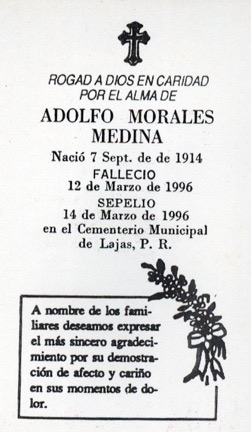 ROGAD A DIOS EN CARIDAD
POR EL ALMA DE
ADOLFO MORALES
MEDINA
Nació 7 Sept. de de 1914
FALLECIO
12 de Marzo de 1996
SEPELIO
14 de Marzo de 1996
en el Cementerio Municipal
de Lajas, P. R.
A nombre de los fami-
liares deseamos expresar
el más sincero agradeci-
miento por su demostra-
ción de afecto y cariño
en sus momentos de do-
lor.